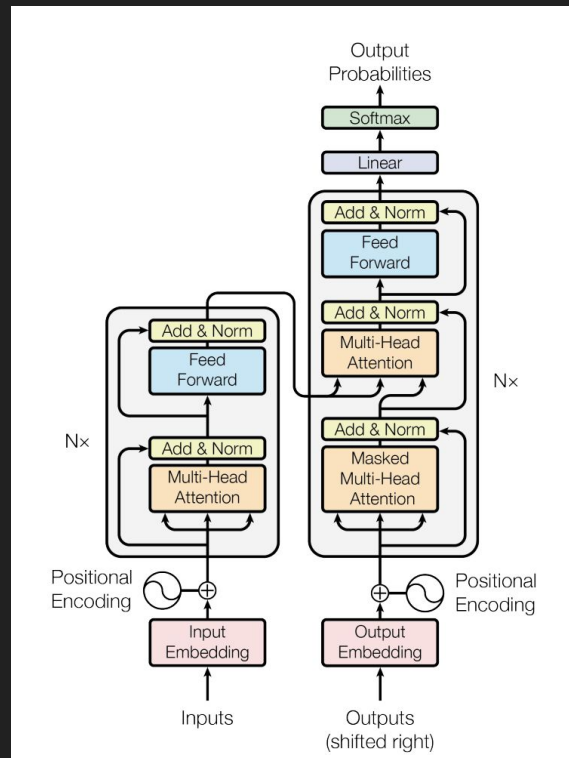 Output
Probabilities
Softmax
Linear
Add & Norm
Feed
Forward
Add & Norm
Multi-Head
Attention
Nx
Add & Norm
Masked
Multi-Head
Attention
Add & Norm
Feed
Forward
Nx
Add & Norm
Multi-Head
Attention
Positional
Encoding
Positional
Encoding
Input
Embedding
Output
Embedding
Inputs
Outputs
(shifted right)